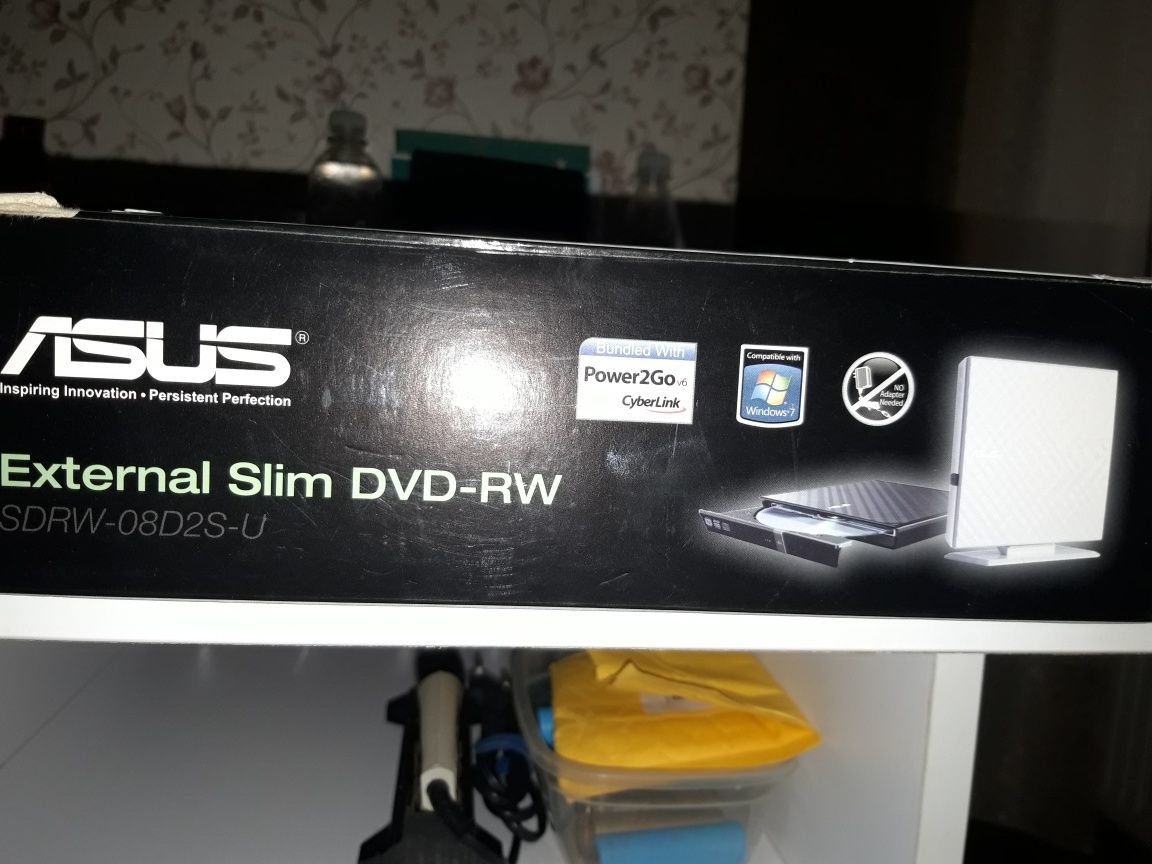 ASUS®
Inspiring Innovation • Persistent Perfection
External Slim DVD-RW
SDRW-08D2S-U
Bundled With
Power2Go v6
CyberLink
Compatible with
Windows®7
NO
Adapter
Needed